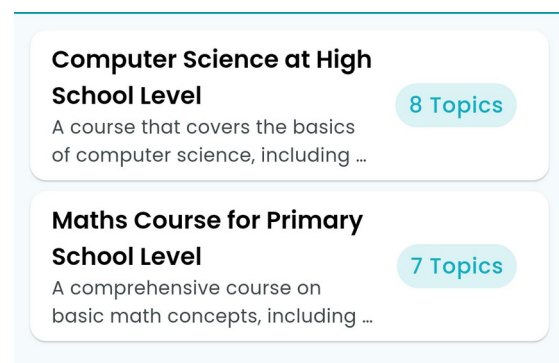 Computer Science at High
School Level
8 Topics
A course that covers the basics
of computer science, including ...
Maths Course for Primary
School Level
7 Topics
A comprehensive course on
basic math concepts, including ...